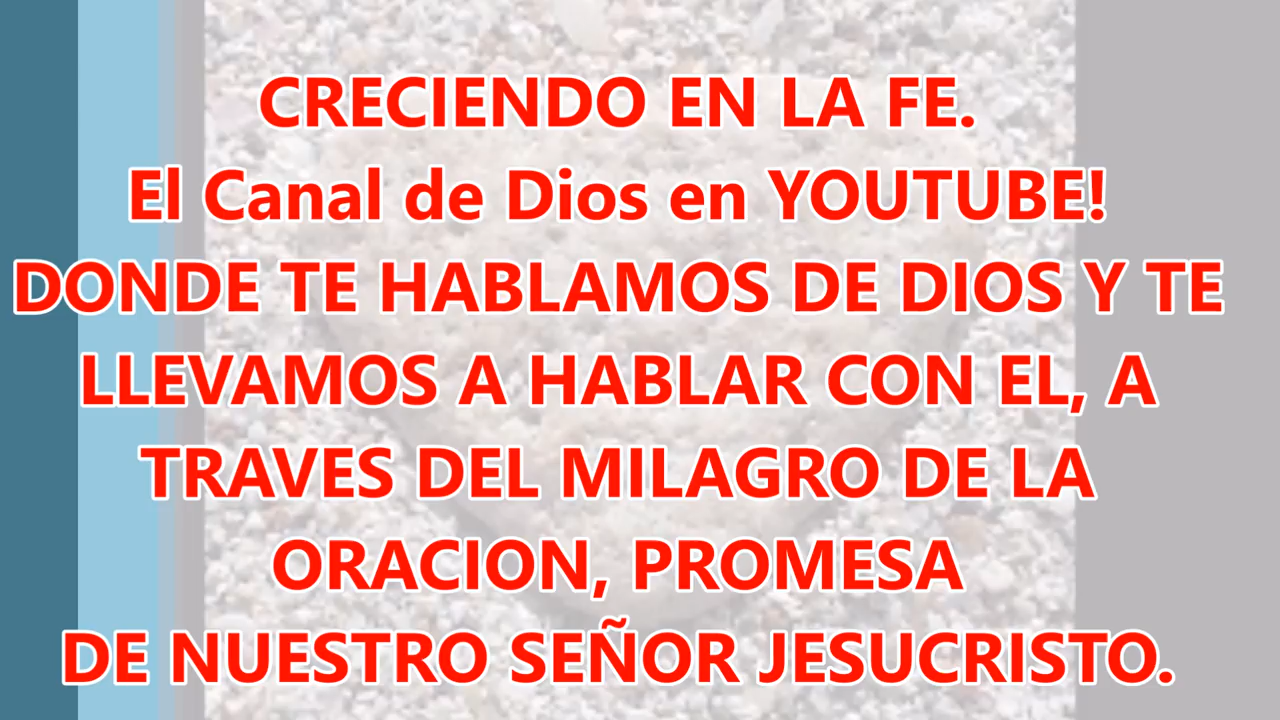 CRECIENDO EN LA FE.
El Canal de Dios en YOUTUBE!
DONDE TE HABLAMOS DE DIOS Y TE
LLEVAMOS A HABLAR CON EL, A
TRAVES DEL MILAGRO DE LA
ORACION, PROMESA
DE NUESTRO SEÑOR JESUCRISTO.